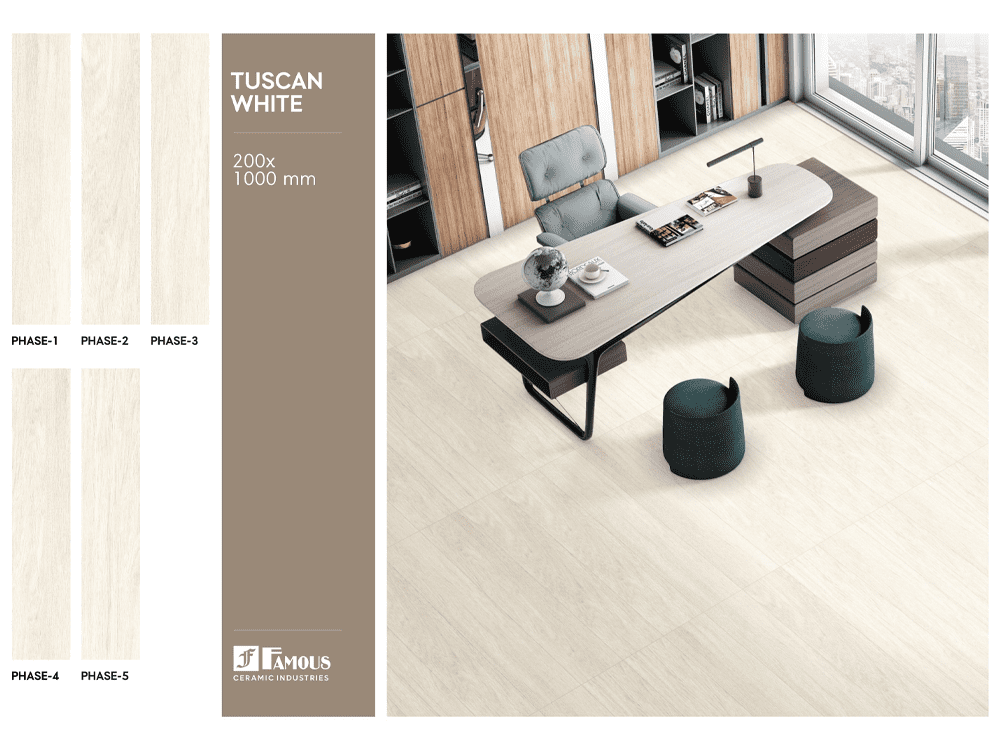 TUSCAN
WHITE
200x
1000 mm
PHASE-1
PHASE-2
PHASE-3
PHASE-4
PHASE-5
FAMOUS
CERAMIC INDUSTRIES